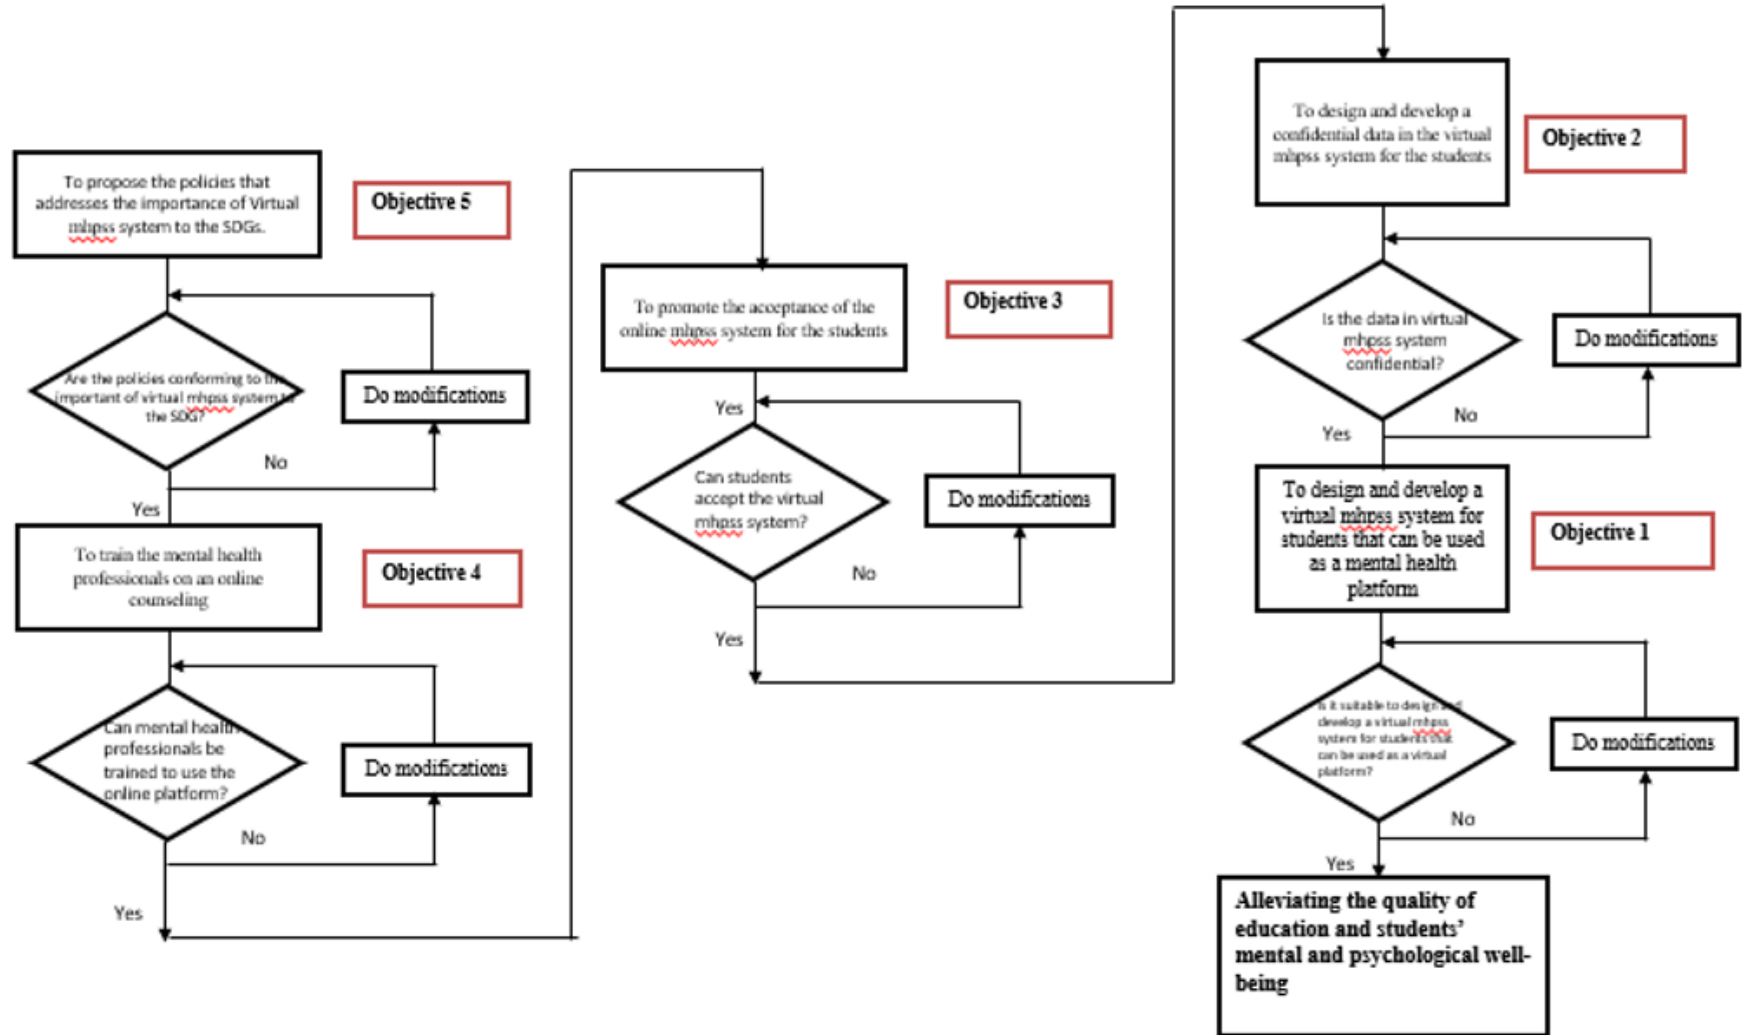 To propose the policies that
addresses the importance of Virtual
mhpss system to the SDGs.
Objective 5
Are the policies conforming to the
important of virtual mhpss system to
the SDG?
Do modifications
No
Yes
To train the mental health
professionals on an online
counseling
Objective 4
Can mental health
professionals be
trained to use the
online platform?
Do modifications
No
Yes
To promote the acceptance of the
online mhpss system for the students
Objective 3
Yes
Can students
accept the virtual
mhpss system?
Do modifications
No
Yes
To design and develop a
confidential data in the virtual
mhpss system for the students
Objective 2
Is the data in virtual
mhpss system
confidential?
Do modifications
No
Yes
To design and develop a
virtual mhpss system for
students that can be used
as a mental health
platform
Objective 1
Is it suitable to design and
develop a virtual mhpss
system for students that
can be used as a virtual
platform?
Do modifications
No
Yes
Alleviating the quality of
education and students’
mental and psychological well-
being